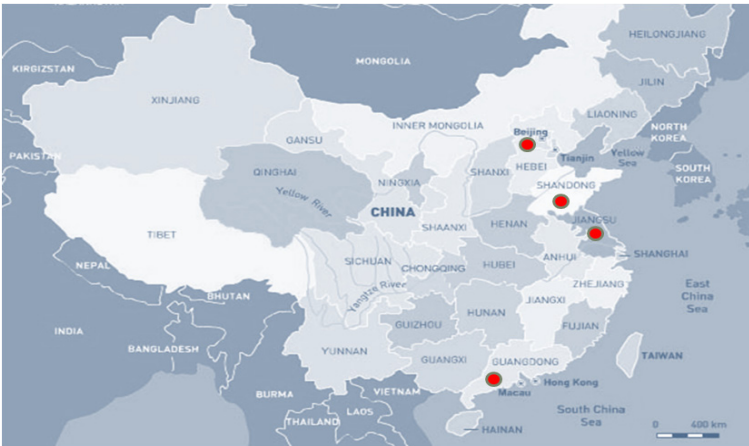 HEILONGJIANG
MONGOLIA
KIRGIZSTAN
JILIN
XINJIANG
LIAONING
INNER MONGOLIA
Beijing
NORTH
KOREA
GANSU
PAKISTAN
Tianjin
Yellow
Sea
HEBEI
SHANXI
SOUTH
KOREA
QINGHAI
NINGXIA
SHANDONG
Yellow River
CHINA
JIANGSU
HENAN
SHAANXI
TIBET
SHANGHAI
ANHUI
SICHUAN
CHONGQING
HUBEI
NEPAL
ZHEJIANG
East
China
Sea
Yangtze River
BHUTAN
JIANGXI
HUNAN
GUIZHOU
FUJIAN
INDIA
BANGLADESH
YUNNAN
GUANGXI
GUANGDONG
TAIWAN
Hong Kong
Macau
BURMA
VIETNAM
LAOS
THAILAND
South China
Sea
HAINAN
0 400 km